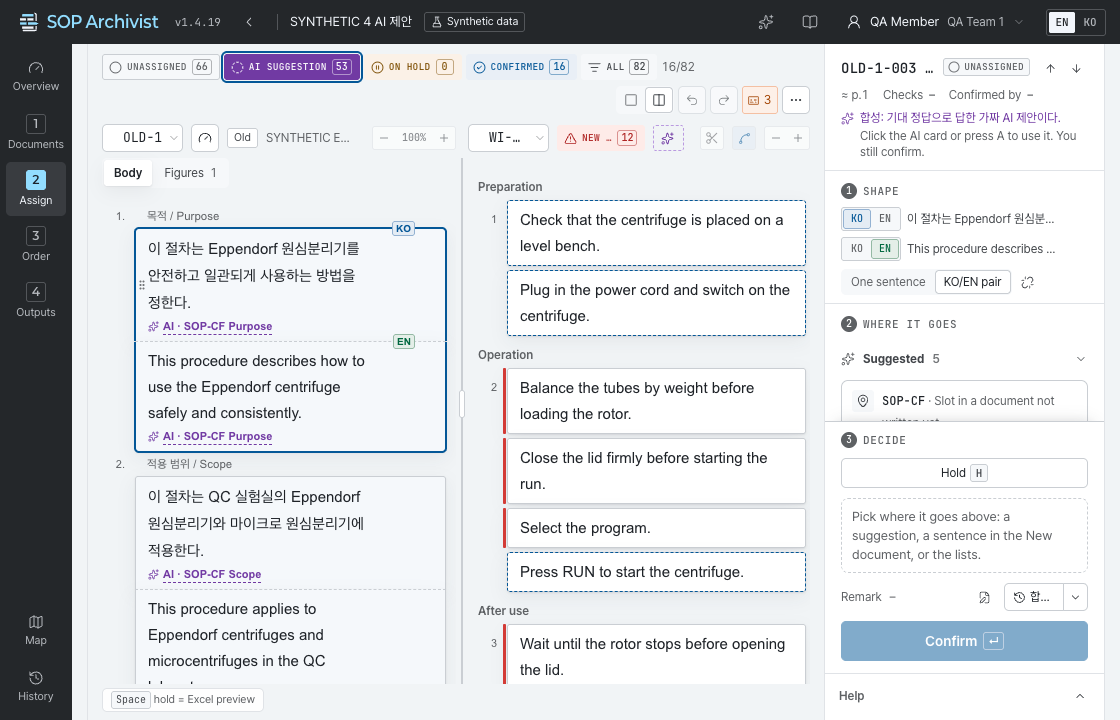 SOP Archivist v1.4.19 SYNTHETIC 4 AI 제안 Synthetic data QA Member QA Team 1 EN KO
Overview
1
Documents
2
Assign
3
Order
4
Outputs
Map
History
UNASSIGNED 66 AI SUGGESTION 53 ON HOLD 0 CONFIRMED 16 ALL 82 16/82
3
OLD-1 Old SYNTHETIC E... 100% WI-... NEW … 12
Body Figures 1
1. 목적 / Purpose
KO
이 절차는 Eppendorf 원심분리기를
안전하고 일관되게 사용하는 방법을
정한다.
AI · SOP-CF Purpose
EN
This procedure describes how to
use the Eppendorf centrifuge
safely and consistently.
AI · SOP-CF Purpose
2. 적용 범위 / Scope
이 절차는 QC 실험실의 Eppendorf
원심분리기와 마이크로 원심분리기에
적용한다.
AI · SOP-CF Scope
This procedure applies to
Eppendorf centrifuges and
microcentrifuges in the QC
Space hold = Excel preview
Preparation
1 Check that the centrifuge is placed on a
level bench.
Plug in the power cord and switch on the
centrifuge.
Operation
2 Balance the tubes by weight before
loading the rotor.
Close the lid firmly before starting the
run.
Select the program.
Press RUN to start the centrifuge.
After use
3 Wait until the rotor stops before opening
the lid.
OLD-1-003 … UNASSIGNED
≈ p.1 Checks – Confirmed by –
합성: 기대 정답으로 답한 가짜 AI 제안이다.
Click the AI card or press A to use it. You
still confirm.
1 SHAPE
KO EN 이 절차는 Eppendorf 원심분...
KO EN This procedure describes ...
One sentence KO/EN pair
2 WHERE IT GOES
Suggested 5
SOP-CF · Slot in a document not
3 DECIDE
Hold H
Pick where it goes above: a
suggestion, a sentence in the New
document, or the lists.
Remark – 합...
Confirm
Help